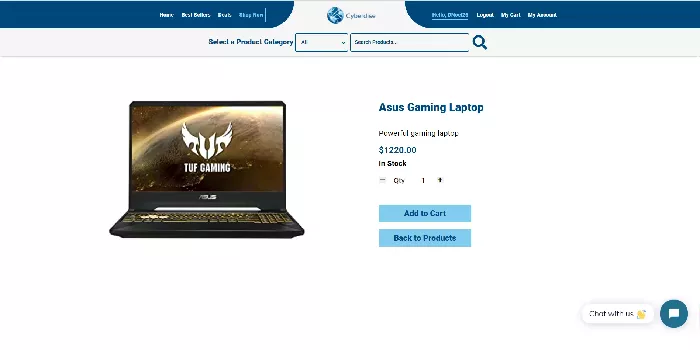 Home Best Sellers Deals Shop Now Cyberdise Hello, DNoel26 Logout My Cart My Account
Select a Product Category All Search Products...
Asus Gaming Laptop
Powerful gaming laptop
$1220.00
In Stock
Qty 1 +
TUF GAMING
ASUS
Add to Cart
Back to Products
Chat with us 👋